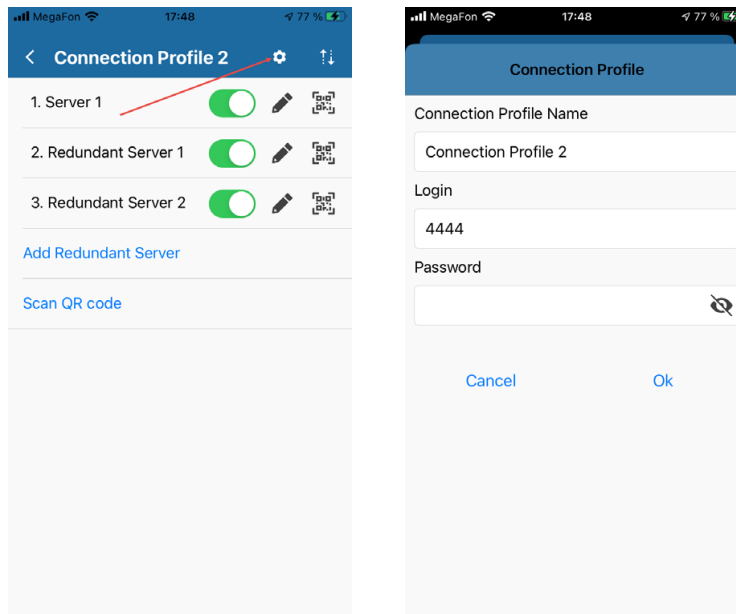 MegaFon 17:48 77 %
Connection Profile 2
1. Server 1
2. Redundant Server 1
3. Redundant Server 2
Add Redundant Server
Scan QR code
MegaFon 17:48 77 %
Connection Profile
Connection Profile Name
Connection Profile 2
Login
4444
Password
Cancel Ok